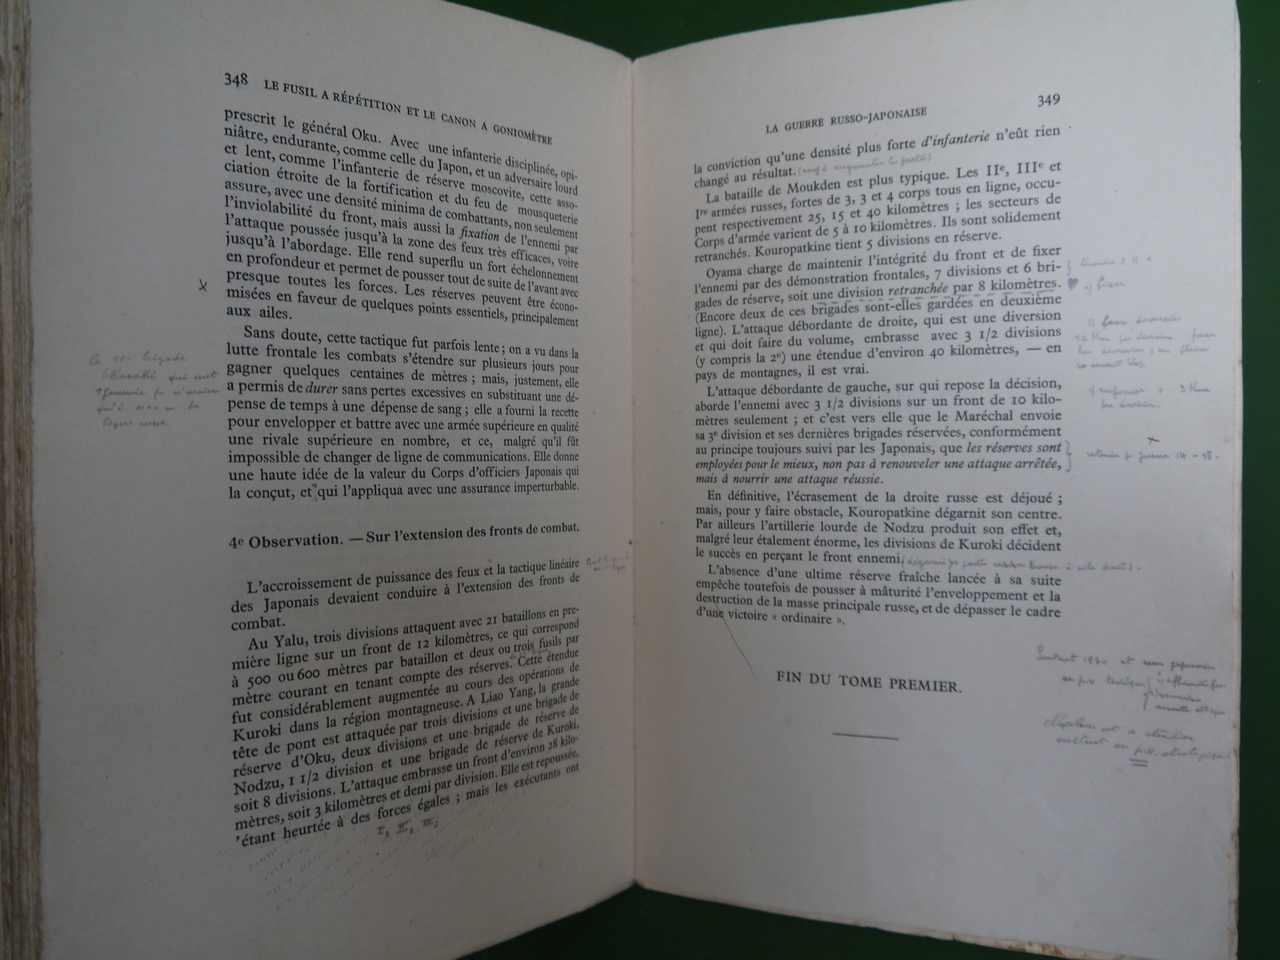 348 LE FUSIL A RÉPÉTITION ET LE CANON A GONIOMÈTRE
prescrit le général Oku. Avec une infanterie disciplinée, opi-
niâtre, endurante, comme celle du Japon, et un adversaire lourd
et lent, comme l'infanterie de réserve moscovite, cette asso-
ciation étroite de la fortification et du feu de mousqueterie
assure, avec une densité minima de combattants, non seulement
l'inviolabilité du front, mais aussi la fixation de l'ennemi par
l'attaque poussée jusqu'à la zone des feux très efficaces, voire
jusqu'à l'abordage. Elle rend superflu un fort échelonnement
en profondeur et permet de pousser tout de suite de l'avant avec
presque toutes les forces. Les réserves peuvent être écono-
misées en faveur de quelques points essentiels, principalement
aux ailes.
Sans doute, cette tactique fut parfois lente ; on a vu dans la
lutte frontale les combats s'étendre sur plusieurs jours pour
gagner quelques centaines de mètres ; mais, justement, elle
a permis de durer sans pertes excessives en substituant une dé-
pense de temps à une dépense de sang ; elle a fourni la recette
pour envelopper et battre avec une armée supérieure en qualité
une rivale supérieure en nombre, et ce, malgré qu'il fût
impossible de changer de ligne de communications. Elle donne
une haute idée de la valeur du Corps d'officiers Japonais qui
la conçut, et qui l'appliqua avec une assurance imperturbable.
4e Observation. — Sur l'extension des fronts de combat.
L'accroissement de puissance des feux et la tactique linéaire
des Japonais devaient conduire à l'extension des fronts de
combat.
Au Yalu, trois divisions attaquent avec 21 bataillons en pre-
mière ligne sur un front de 12 kilomètres, ce qui correspond
à 500 ou 600 mètres par bataillon et deux ou trois fusils par
mètre courant en tenant compte des réserves. Cette étendue
fut considérablement augmentée au cours des opérations de
Kuroki dans la région montagneuse. A Liao Yang, la grande
tête de pont est attaquée par trois divisions et une brigade de
réserve d'Oku, deux divisions et une brigade de réserve de
Nodzu, 1 1/2 division et une brigade de réserve de Kuroki,
soit 8 divisions. L'attaque embrasse un front d'environ 28 kilo-
mètres, soit 3 kilomètres et demi par division. Elle est repoussée,
s'étant heurtée à des forces égales ; mais les exécutants ont
I, II, III
LA GUERRE RUSSO-JAPONAISE 349
la conviction qu'une densité plus forte d'infanterie n'eût rien
changé au résultat.
La bataille de Moukden est plus typique. Les IIe, IIIe et
Ire armées russes, fortes de 3, 3 et 4 corps tous en ligne, occu-
pent respectivement 25, 15 et 40 kilomètres ; les secteurs de
Corps d'armée varient de 5 à 10 kilomètres. Ils sont solidement
retranchés. Kouropatkine tient 5 divisions en réserve.
Oyama charge de maintenir l'intégrité du front et de fixer
l'ennemi par des démonstration frontales, 7 divisions et 6 bri-
gades de réserve, soit une division retranchée par 8 kilomètres.
(Encore deux de ces brigades sont-elles gardées en deuxième
ligne). L'attaque débordante de droite, qui est une diversion
et qui doit faire du volume, embrasse avec 3 1/2 divisions
(y compris la 2e) une étendue d'environ 40 kilomètres, — en
pays de montagnes, il est vrai.
L'attaque débordante de gauche, sur qui repose la décision,
aborde l'ennemi avec 3 1/2 divisions sur un front de 10 kilo-
mètres seulement ; et c'est vers elle que le Maréchal envoie
sa 3e division et ses dernières brigades réservées, conformément
au principe toujours suivi par les Japonais, que les réserves sont
employées pour le mieux, non pas à renouveler une attaque arrêtée,
mais à nourrir une attaque réussie.
En définitive, l'écrasement de la droite russe est déjoué ;
mais, pour y faire obstacle, Kouropatkine dégarnit son centre.
Par ailleurs l'artillerie lourde de Nodzu produit son effet et,
malgré leur étalement énorme, les divisions de Kuroki décident
le succès en perçant le front ennemi
L'absence d'une ultime réserve fraîche lancée à sa suite
empêche toutefois de pousser à mâturité l'enveloppement et la
destruction de la masse principale russe, et de dépasser le cadre
d'une victoire « ordinaire ».
FIN DU TOME PREMIER.